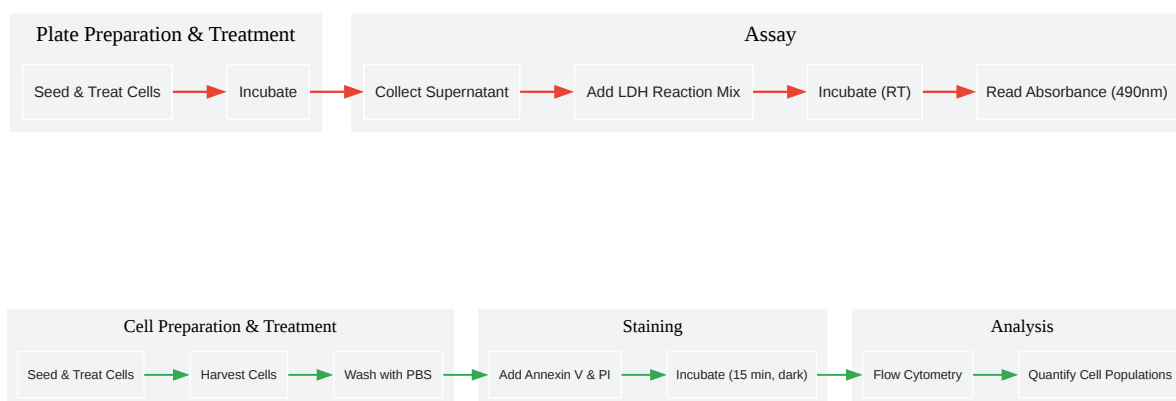 Plate Preparation & Treatment
Assay
Seed & Treat Cells
Incubate
Collect Supernatant
Add LDH Reaction Mix
Incubate (RT)
Read Absorbance (490nm)
Cell Preparation & Treatment
Staining
Analysis
Seed & Treat Cells
Harvest Cells
Wash with PBS
Add Annexin V & PI
Incubate (15 min, dark)
Flow Cytometry
Quantify Cell Populations